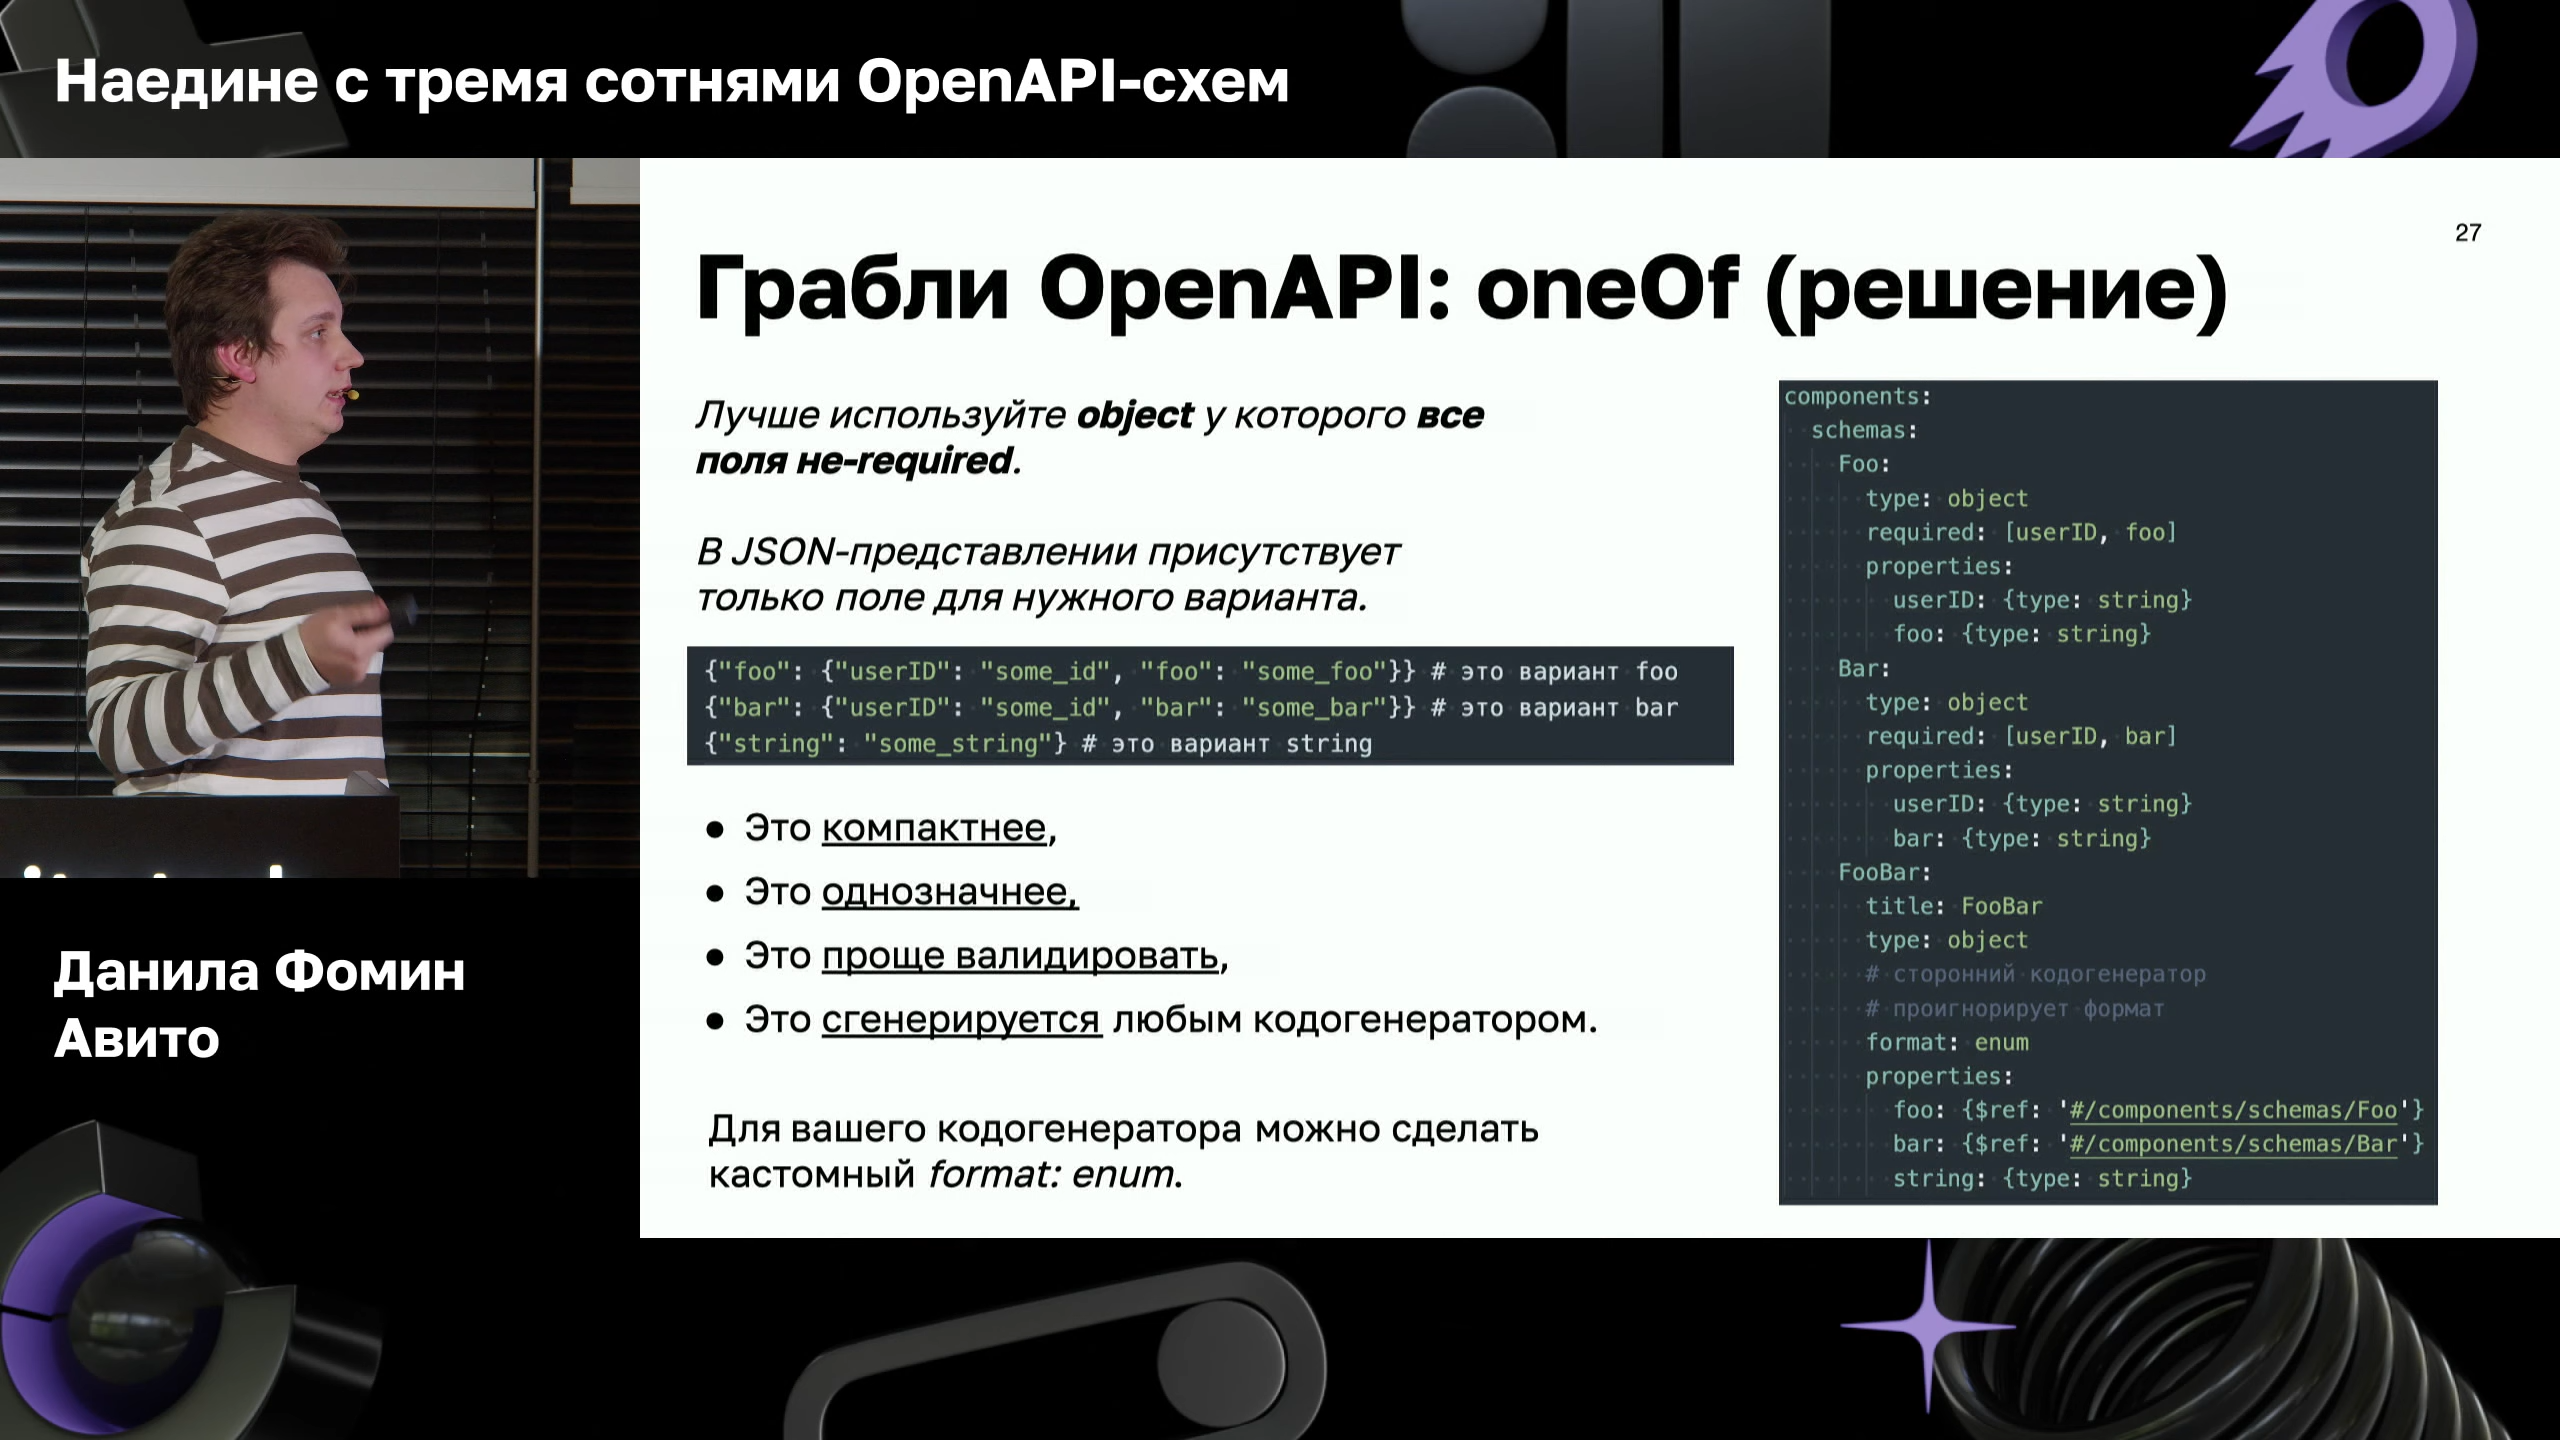 Наедине с тремя сотнями OpenAPI-схем
27
Грабли OpenAPI: oneOf (решение)
Лучше используйте object у которого все
поля не-required.
В JSON-представлении присутствует
только поле для нужного варианта.
{"foo": {"userID": "some_id", "foo": "some_foo"}} # это вариант foo
{"bar": {"userID": "some_id", "bar": "some_bar"}} # это вариант bar
{"string": "some_string"} # это вариант string
● Это компактнее,
● Это однозначнее,
● Это проще валидировать,
● Это сгенерируется любым кодогенератором.
Для вашего кодогенератора можно сделать
кастомный format: enum.
components:
schemas:
Foo:
type: object
required: [userID, foo]
properties:
userID: {type: string}
foo: {type: string}
Bar:
type: object
required: [userID, bar]
properties:
userID: {type: string}
bar: {type: string}
FooBar:
title: FooBar
type: object
# сторонний кодогенератор
# проигнорирует формат
format: enum
properties:
foo: {$ref: '#/components/schemas/Foo'}
bar: {$ref: '#/components/schemas/Bar'}
string: {type: string}
Данила Фомин
Авито